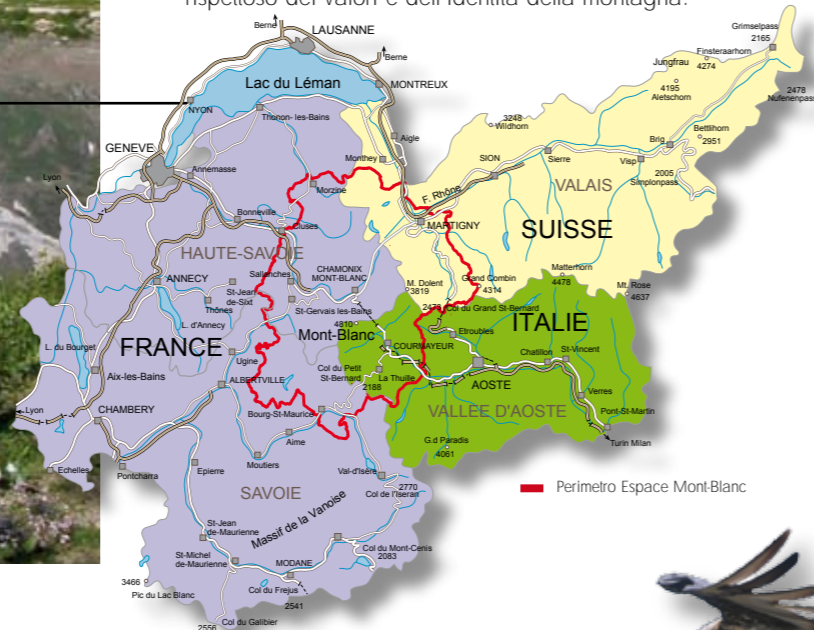 rispettoso dei valori e dell'identità della montagna.
Berne
LAUSANNE
Berne
Lac du Léman
MONTREUX
NYON
Thonon- les-Bains
Aigle
GENEVE
Annemasse
Monthey
Lyon
Morzine
Bonneville
Cluses
HAUTE-SAVOIE
Sallanches
CHAMONIX
MONT-BLANC
ANNECY
St-Jean
de-Sixt
Thônes
St-Gervais les-Bains
L. d'Annecy
4810
Mont-Blanc
FRANCE
L. du Bourget
Ugine
Aix-les-Bains
ALBERTVILLE
Lyon
CHAMBERY
Bourg-St-Maurice
Aime
Echelles
Pontcharra
Epierre
Moutiers
Val-d'Isère
2770
Col de l'Iseran
SAVOIE
Massif de la Vanoise
St-Jean
de-Maurienne
St-Michel
de-Maurienne
MODANE
Col du Mont-Cenis
2083
3466
Pic du Lac Blanc
Col du Frejus
2541
2556
Col du Galibier
Grimselpass
2165
Finsteraarhorn
4274
Jungfrau
4195
Aletschorn
2478
Nufenenpass
3248
Wildhorn
Brig
Bettlihorn
2951
SION
Sierre
Visp
2005
Simplonpass
F. Rhône
VALAIS
MARTIGNY
SUISSE
M. Dolent
3819
Grand Combin
4314
Matterhorn
4478
Mt. Rose
4637
2473
Col du Grand St-Bernard
ITALIE
Etroubles
COURMAYEUR
Chatillon
St-Vincent
Col du Petit
St-Bernard
2188
La Thuille
AOSTE
Verres
VALLEE D'AOSTE
Pont-St-Martin
G.d Paradis
4061
Turin Milan
Perimetro Espace Mont-Blanc